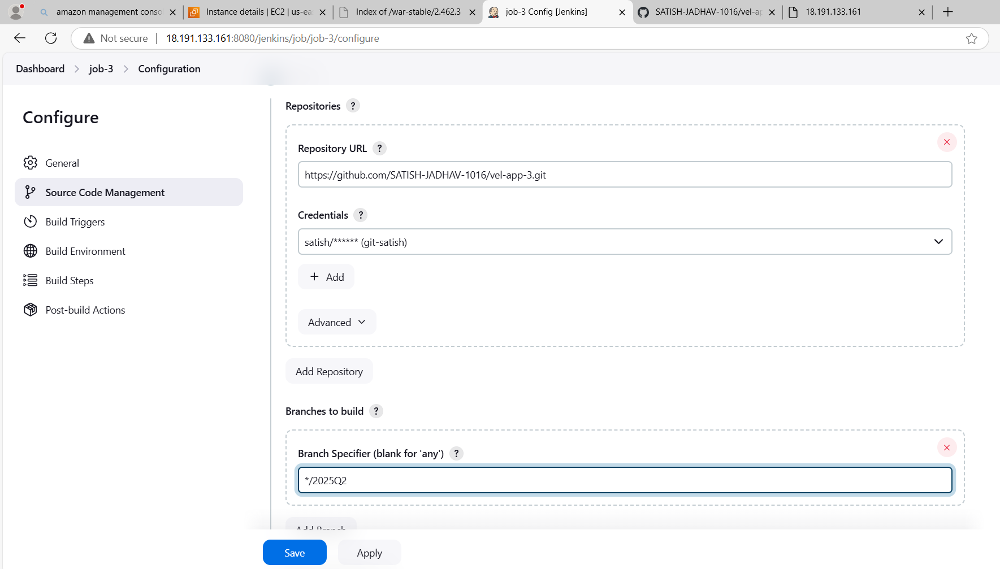 amazon management conso
Instance details | EC2 | us-eas
Index of /war-stable/2.462.3
job-3 Config [Jenkins]
SATISH-JADHAV-1016/vel-ap
18.191.133.161
Not secure
18.191.133.161:8080/jenkins/job/job-3/configure
Dashboard
job-3
Configuration
Configure
General
Source Code Management
Build Triggers
Build Environment
Build Steps
Post-build Actions
Repositories ?
Repository URL ?
https://github.com/SATISH-JADHAV-1016/vel-app-3.git
Credentials ?
satish/****** (git-satish)
+ Add
Advanced
Add Repository
Branches to build ?
Branch Specifier (blank for 'any') ?
*/2025Q2
Add Branch
Save
Apply